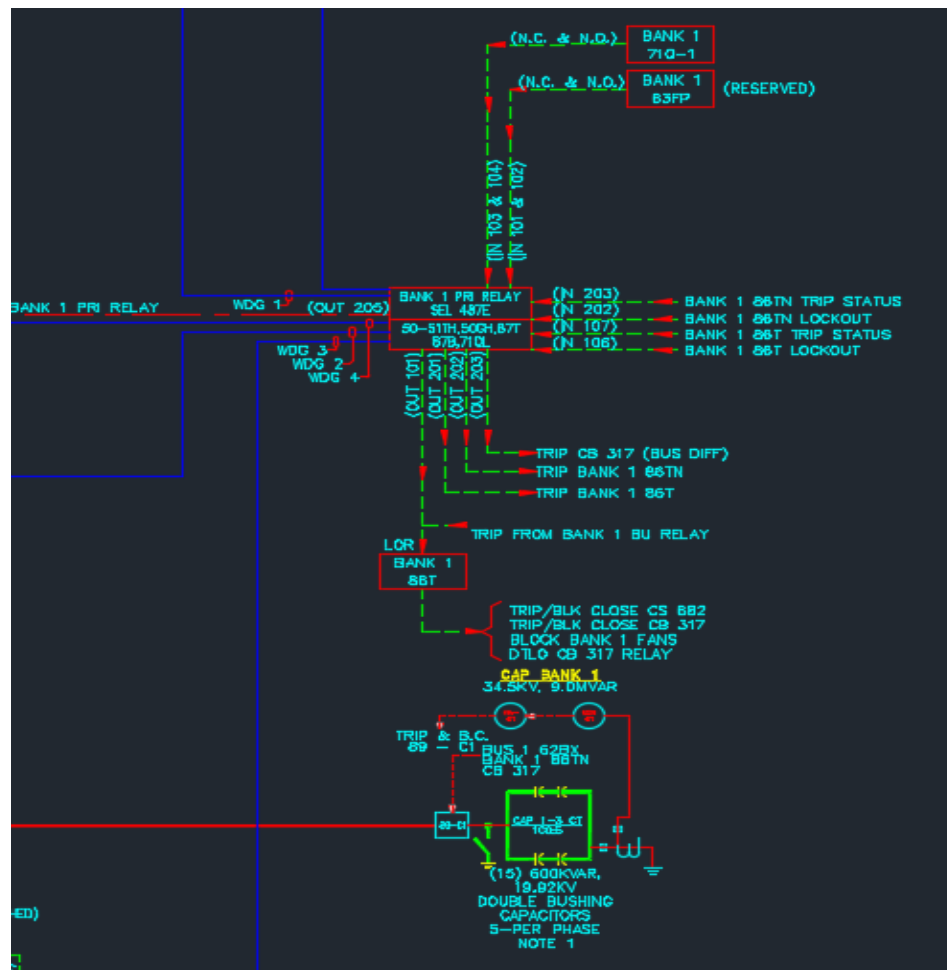 (N.C. & N.O.)
BANK 1
71Q-1
(N.C. & N.O.)
BANK 1
63FP
(RESERVED)
(IN 103 & 104)
(IN 101 & 102)
BANK 1 PRI RELAY
WDG 1
(OUT 205)
BANK 1 PRI RELAY
SEL 487E
50-51TH,50GH,87T
87B,71QL
(IN 203)
BANK 1 86TN TRIP STATUS
(IN 202)
BANK 1 86TN LOCKOUT
(IN 107)
BANK 1 86T TRIP STATUS
(IN 106)
BANK 1 86T LOCKOUT
WDG 3
WDG 2
WDG 4
(OUT 101)
(OUT 201)
(OUT 202)
(OUT 203)
TRIP CB 317 (BUS DIFF)
TRIP BANK 1 86TN
TRIP BANK 1 86T
TRIP FROM BANK 1 BU RELAY
LOR
BANK 1
86T
TRIP/BLK CLOSE CS 682
TRIP/BLK CLOSE CB 317
BLOCK BANK 1 FANS
DTLO CB 317 RELAY
CAP BANK 1
34.5KV, 9.0MVAR
TRIP & B.C.
89 - C1
BUS 1 62BX
BANK 1 86TN
CB 317
89-C1
CAP 1-3 CT
(15) 600KVAR,
19.92KV
DOUBLE BUSHING
CAPACITORS
5-PER PHASE
NOTE 1